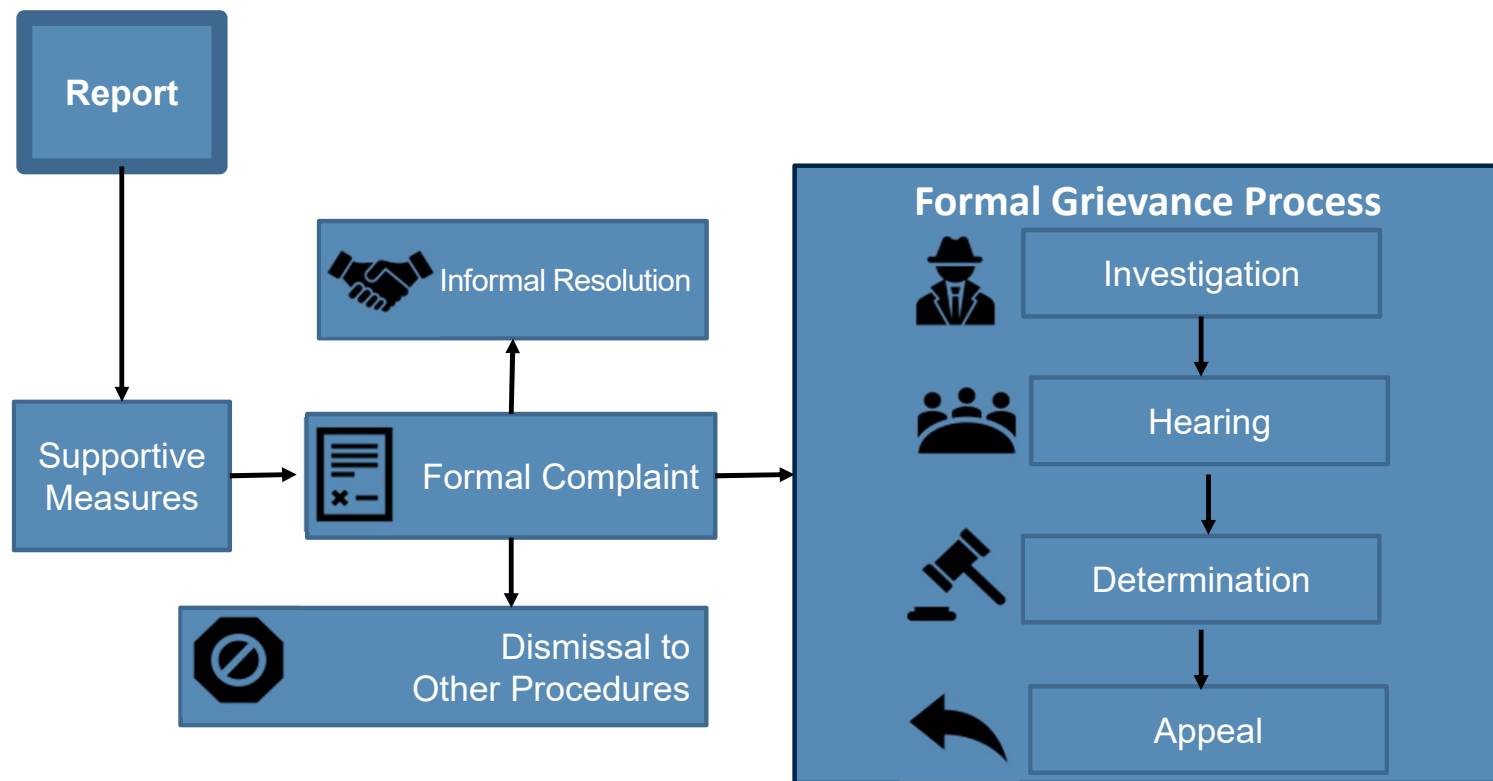 Report
Supportive
Measures
Informal Resolution
Formal Complaint
Dismissal to
Other Procedures
Formal Grievance Process
Investigation
Hearing
Determination
Appeal